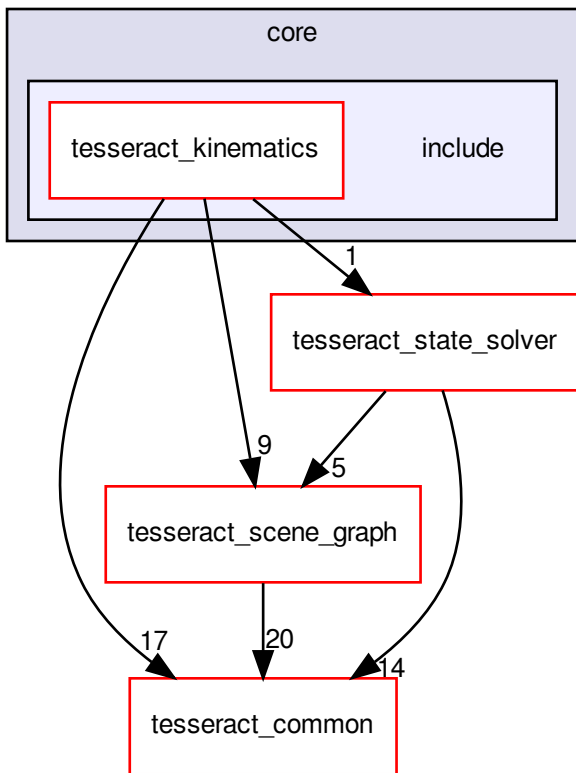 core
tesseract_kinematics
include
1
tesseract_state_solver
9
5
tesseract_scene_graph
17
20
14
tesseract_common